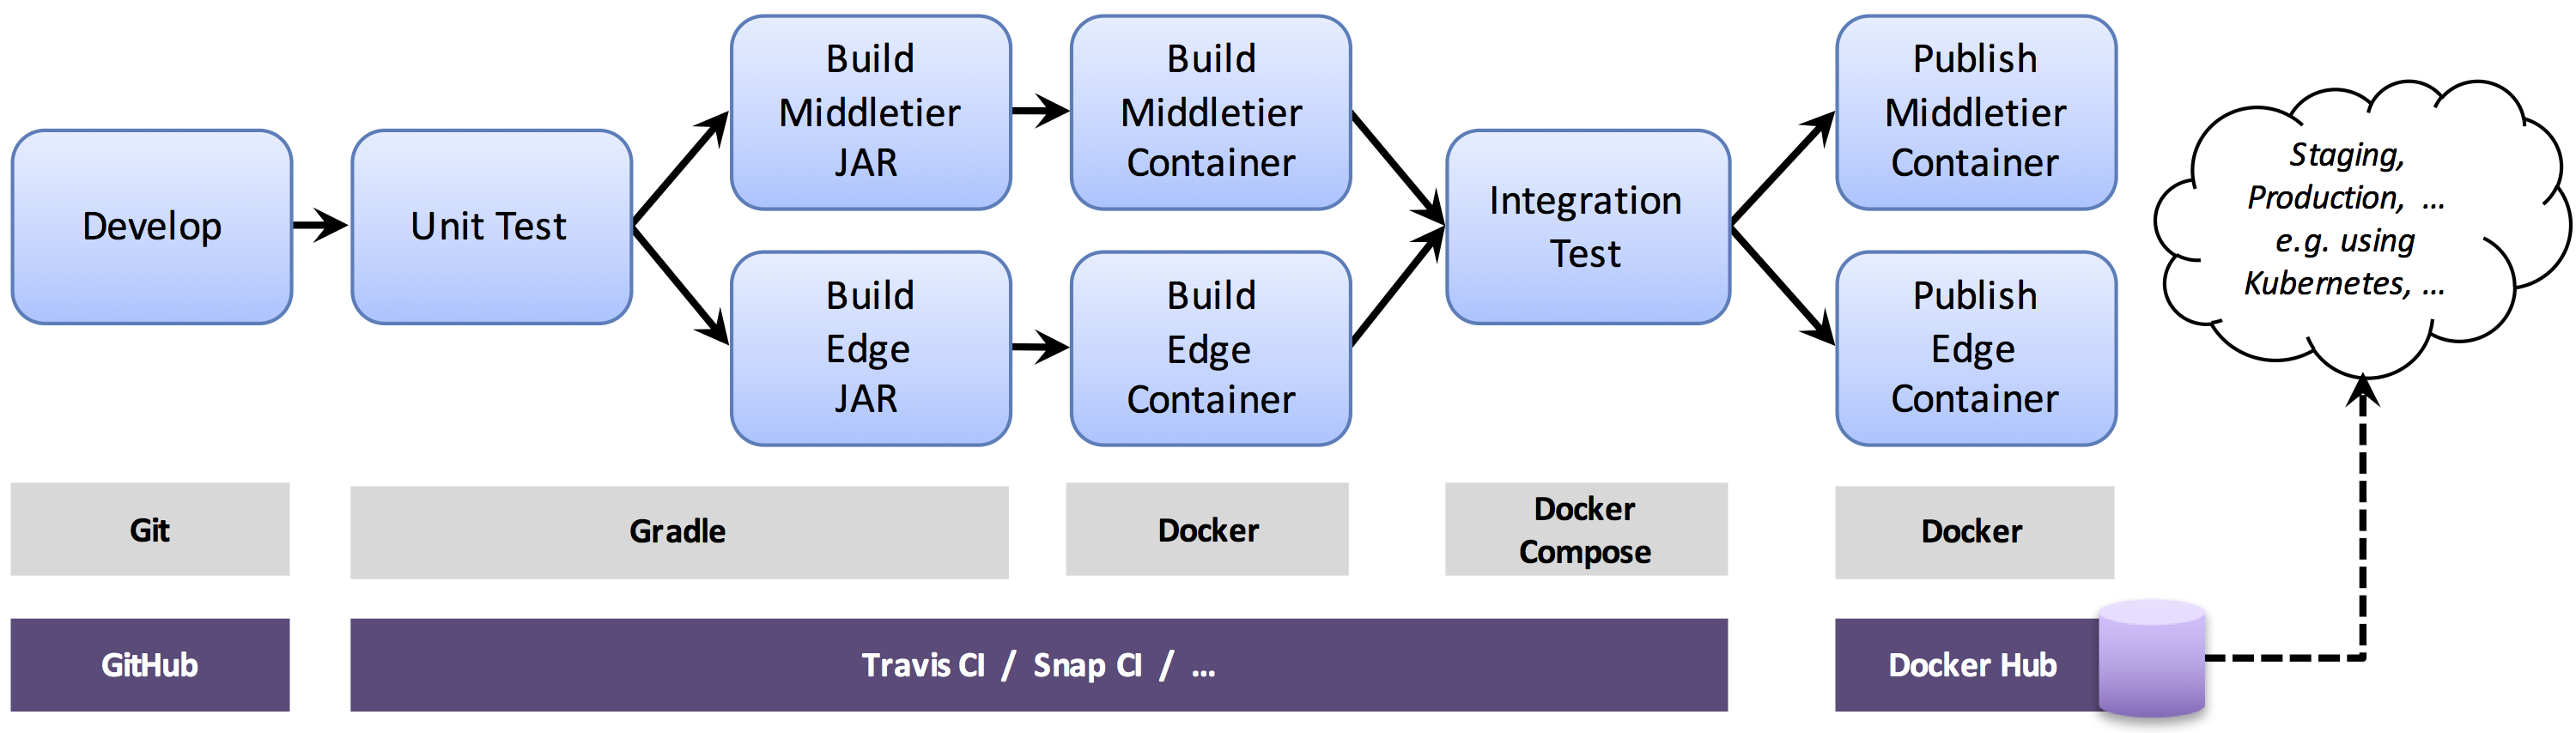 Develop
Unit Test
Build
Middletier
JAR
Build
Edge
JAR
Build
Middletier
Container
Build
Edge
Container
Integration
Test
Publish
Middletier
Container
Publish
Edge
Container
Staging,
Production, ...
e.g. using
Kubernetes, ...
Git
Gradle
Docker
Docker
Compose
Docker
GitHub
Travis CI / Snap CI / ...
Docker Hub